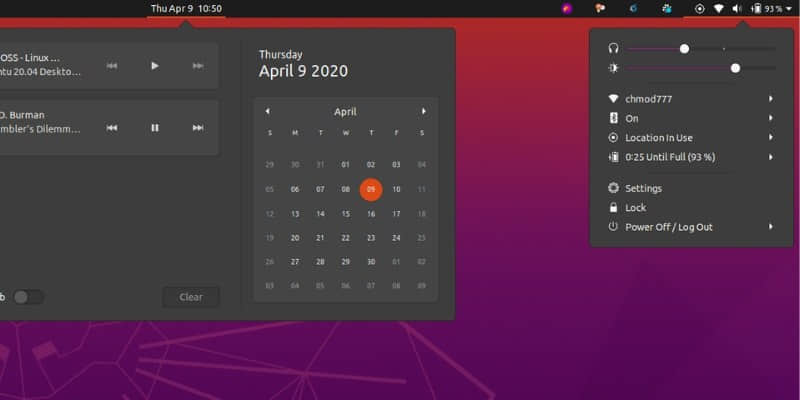 Thu Apr 9 10:50
93 %
OSS - Linux ...
ntu 20.04 Deskto...
D. Burman
mbler's Dilemm...
b
Clear
Thursday
April 9 2020
April
S M T W T F S
29 30 31 01 02 03 04
05 06 07 08 09 10 11
12 13 14 15 16 17 18
19 20 21 22 23 24 25
26 27 28 29 30 01 02
03 04 05 06 07 08 09
chmod777
On
Location In Use
0:25 Until Full (93 %)
Settings
Lock
Power Off / Log Out